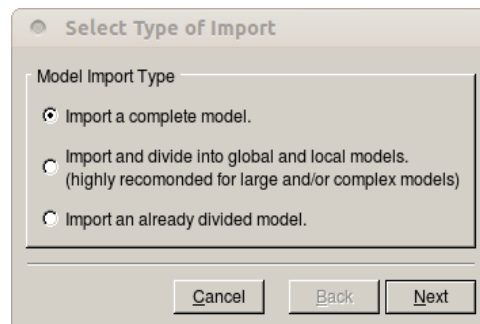 Select Type of Import
Model Import Type
Import a complete model.
Import and divide into global and local models.
(highly recomonded for large and/or complex models)
Import an already divided model.
Cancel
Back
Next